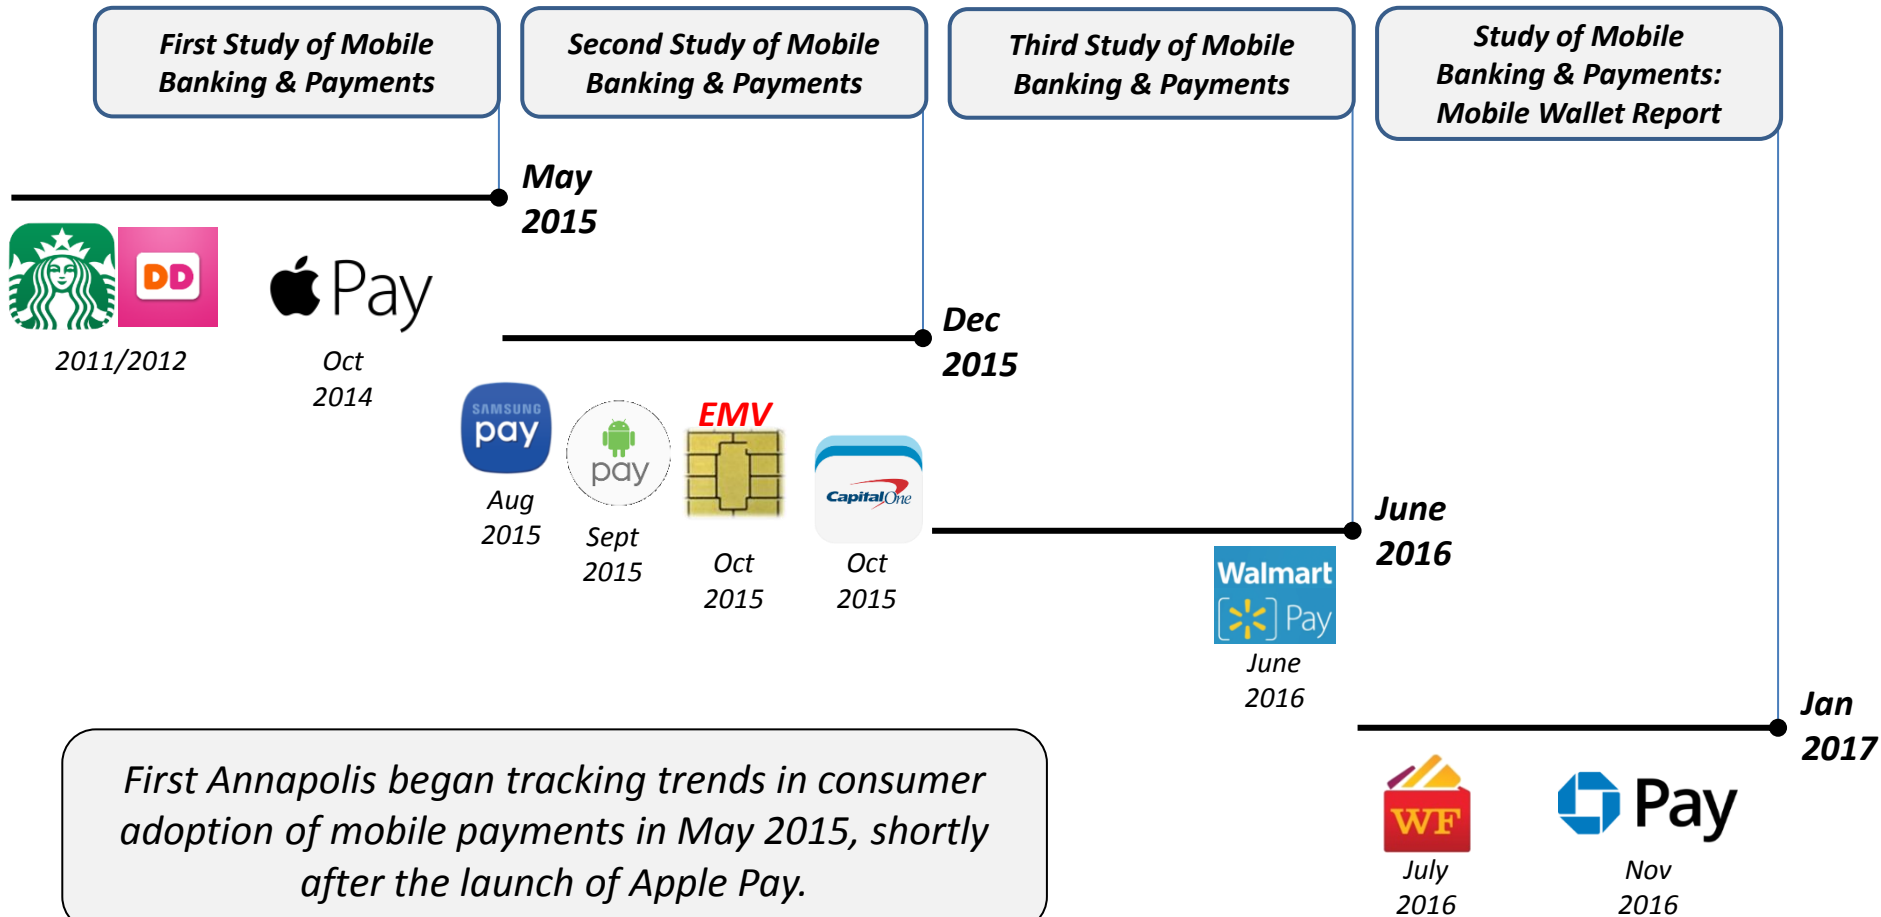 First Study of Mobile
Banking & Payments
Second Study of Mobile
Banking & Payments
Third Study of Mobile
Banking & Payments
Study of Mobile
Banking & Payments:
Mobile Wallet Report
May
2015
DD
Pay
2011/2012
Oct
2014
Dec
2015
SAMSUNG
pay
Aug
2015
pay
Sept
2015
EMV
Oct
2015
CapitalOne
Oct
2015
June
2016
Walmart
Pay
June
2016
Jan
2017
WF
July
2016
Pay
Nov
2016
First Annapolis began tracking trends in consumer
adoption of mobile payments in May 2015, shortly
after the launch of Apple Pay.